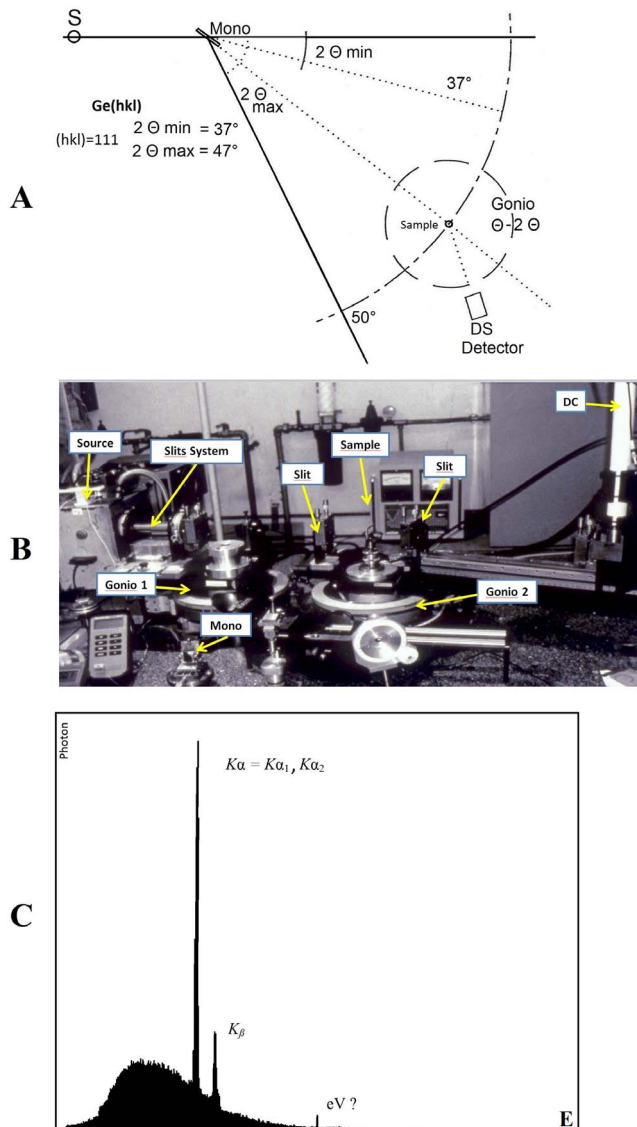 S
Mono
2 Θ min
37°
2 Θ
max
Ge(hkl)
2 Θ min = 37°
(hkl)=111
2 Θ max = 47°
A
Gonio
Θ - 2 Θ
Sample
50°
DS
Detector
DC
Source
Slits System
Sample
Slit
Slit
B
Gonio 1
Gonio 2
Mono
Photon
Kα = Kα₁, Kα₂
C
Kβ
eV ?
E